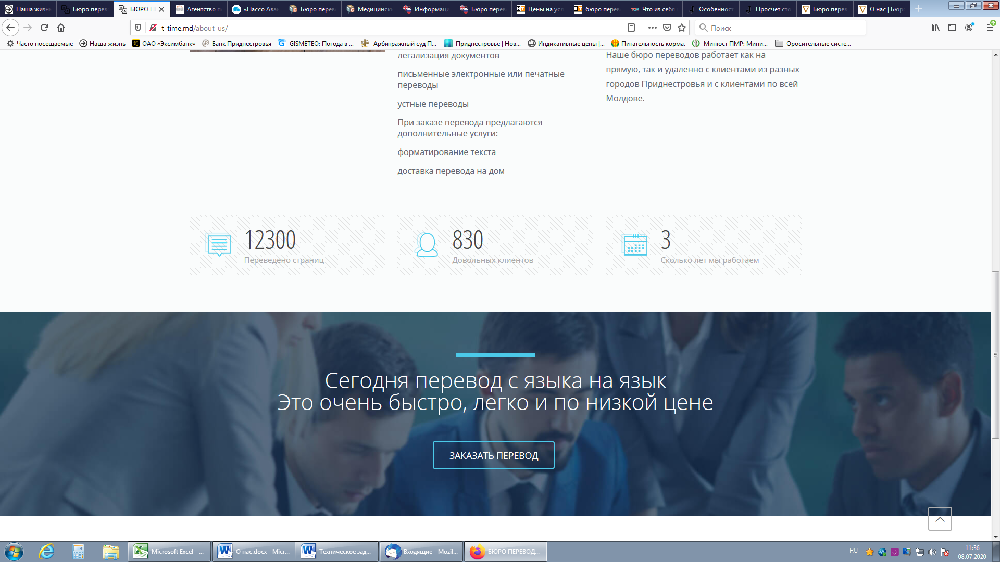 Наша жизнь
Бюро перев
БЮРО П
Агентство п
«Пассо Аван
Бюро перев
Медицинск
Информаци
Бюро перев
Цены на усл
бюро перев
Что из себя
Особенност
Просчет сто
Бюро перев
О нас | Бюро
t-time.md/about-us/
Поиск
Часто посещаемые
Наша жизнь
ОАО «Эксимбанк»
Банк Приднестровья
GISMETEO: Погода в ...
Арбитражный суд П...
Приднестровье | Нов...
Индикативные цены |...
Питательность корма.
Минюст ПМР: Мини...
Оросительные систе...
легализация документов
письменные электронные или печатные
переводы
устные переводы
При заказе перевода предлагаются
дополнительные услуги:
форматирование текста
доставка перевода на дом
Наше бюро переводов работает как на
прямую, так и удаленно с клиентами из разных
городов Приднестровья и с клиентами по всей
Молдове.
12300
Переведено страниц
830
Довольных клиентов
3
Сколько лет мы работаем
Сегодня перевод с языка на язык
Это очень быстро, легко и по низкой цене
ЗАКАЗАТЬ ПЕРЕВОД
Microsoft Excel - ...
О нас.docx - Micr...
Техническое зад...
Входящие - Mozil...
БЮРО ПЕРЕВОД...
RU
11:36
08.07.2020